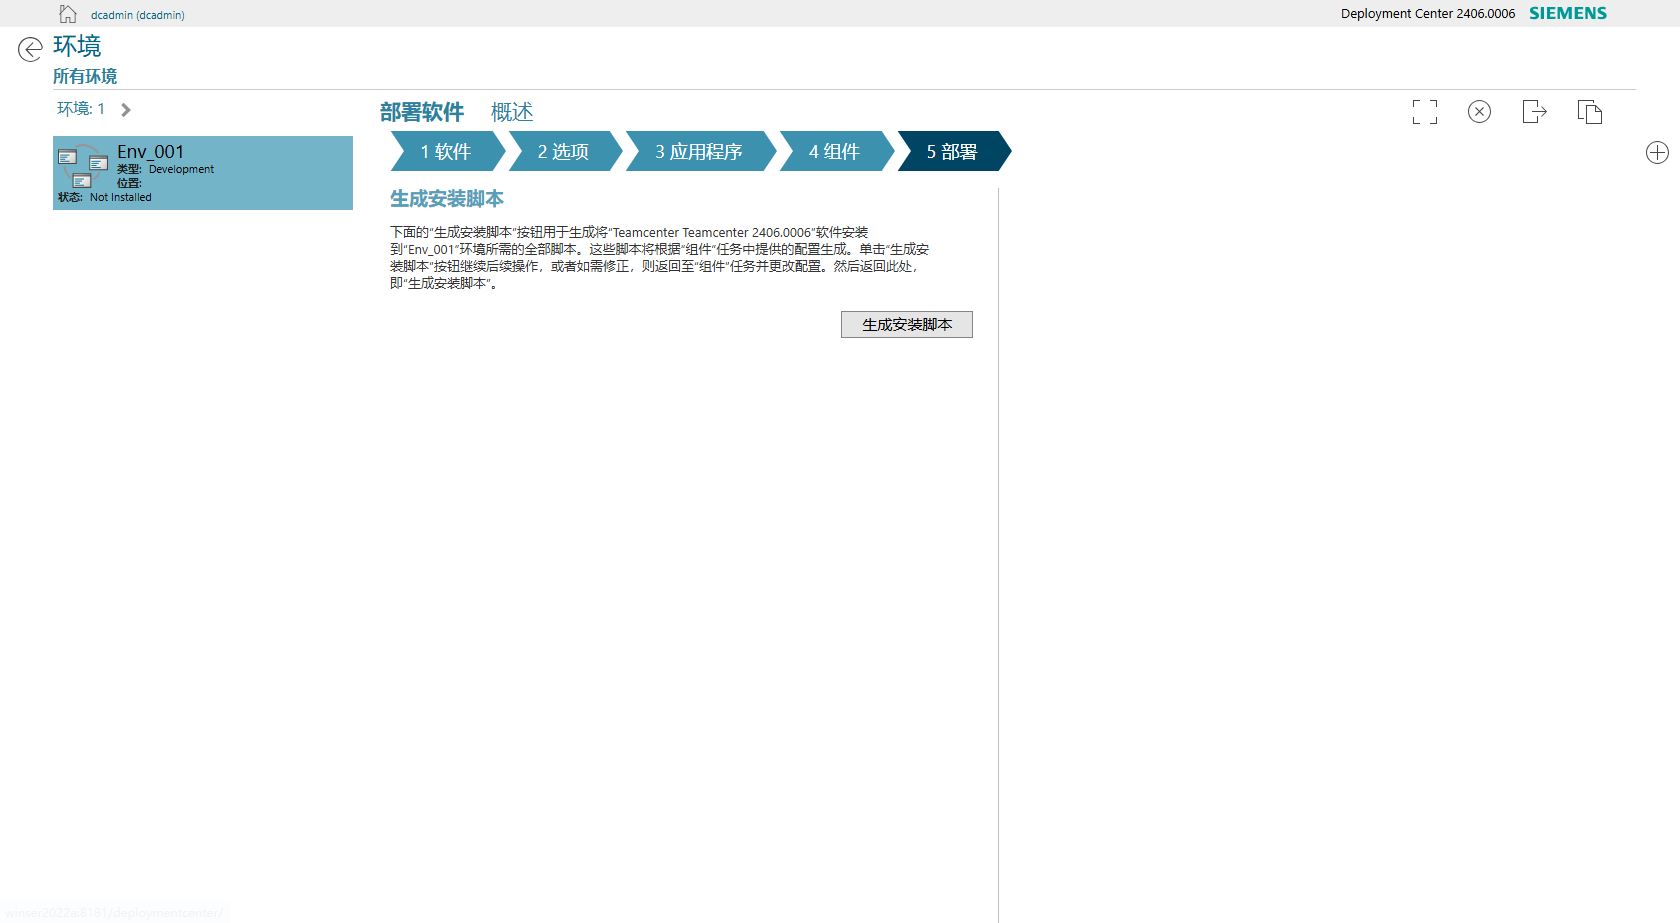 dcadmin (dcadmin)
Deployment Center 2406.0006 SIEMENS
环境
所有环境
环境: 1
部署软件 概述
Env_001
类型: Development
位置:
状态: Not Installed
1 软件 2 选项 3 应用程序 4 组件 5 部署
生成安装脚本
下面的“生成安装脚本”按钮用于生成将“Teamcenter Teamcenter 2406.0006”软件安装
到“Env_001”环境所需的全部脚本。这些脚本将根据“组件”任务中提供的配置生成。单击“生成安
装脚本”按钮继续后续操作，或者如需修正，则返回至“组件”任务并更改配置。然后返回此处，
即“生成安装脚本”。
生成安装脚本
winser2022a:8181/deploymentcenter/